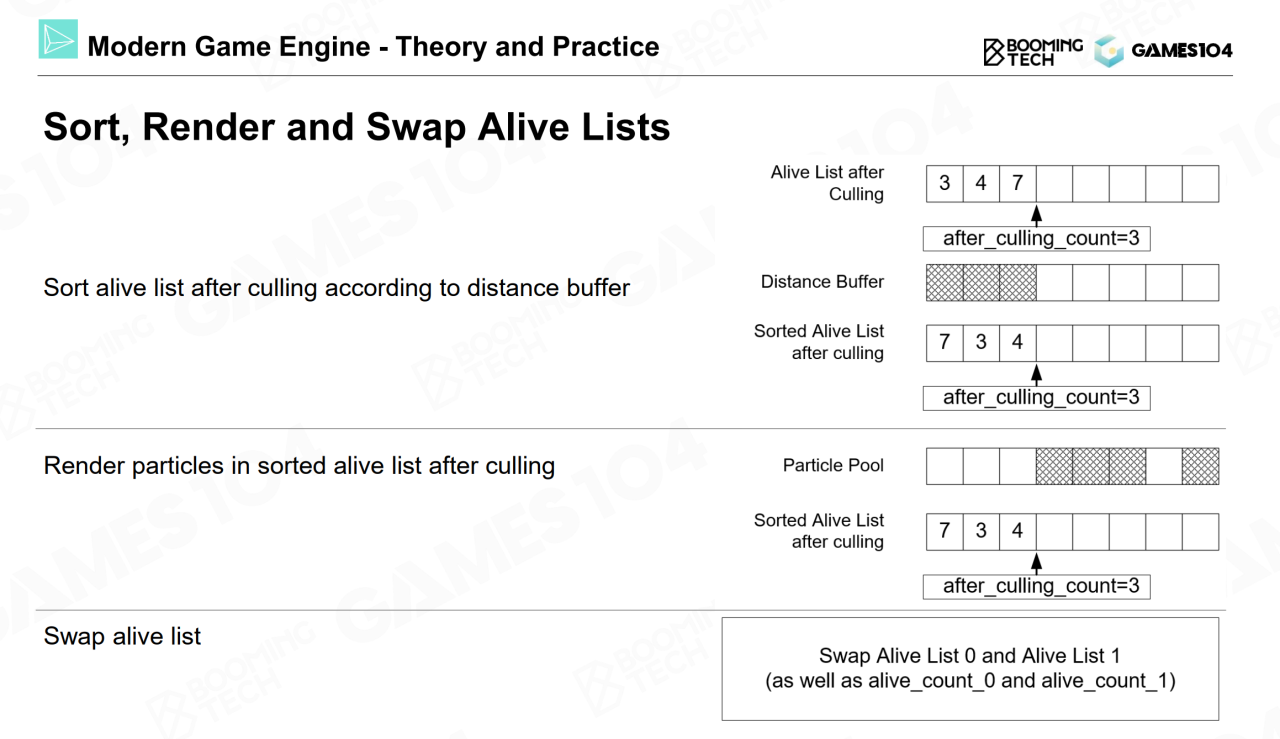 Modern Game Engine - Theory and Practice
BOOMING
TECH
GAMES104
Sort, Render and Swap Alive Lists
Alive List after
Culling
3 4 7
after_culling_count=3
Sort alive list after culling according to distance buffer
Distance Buffer
Sorted Alive List
after culling
7 3 4
after_culling_count=3
Render particles in sorted alive list after culling
Particle Pool
Sorted Alive List
after culling
7 3 4
after_culling_count=3
Swap alive list
Swap Alive List 0 and Alive List 1
(as well as alive_count_0 and alive_count_1)